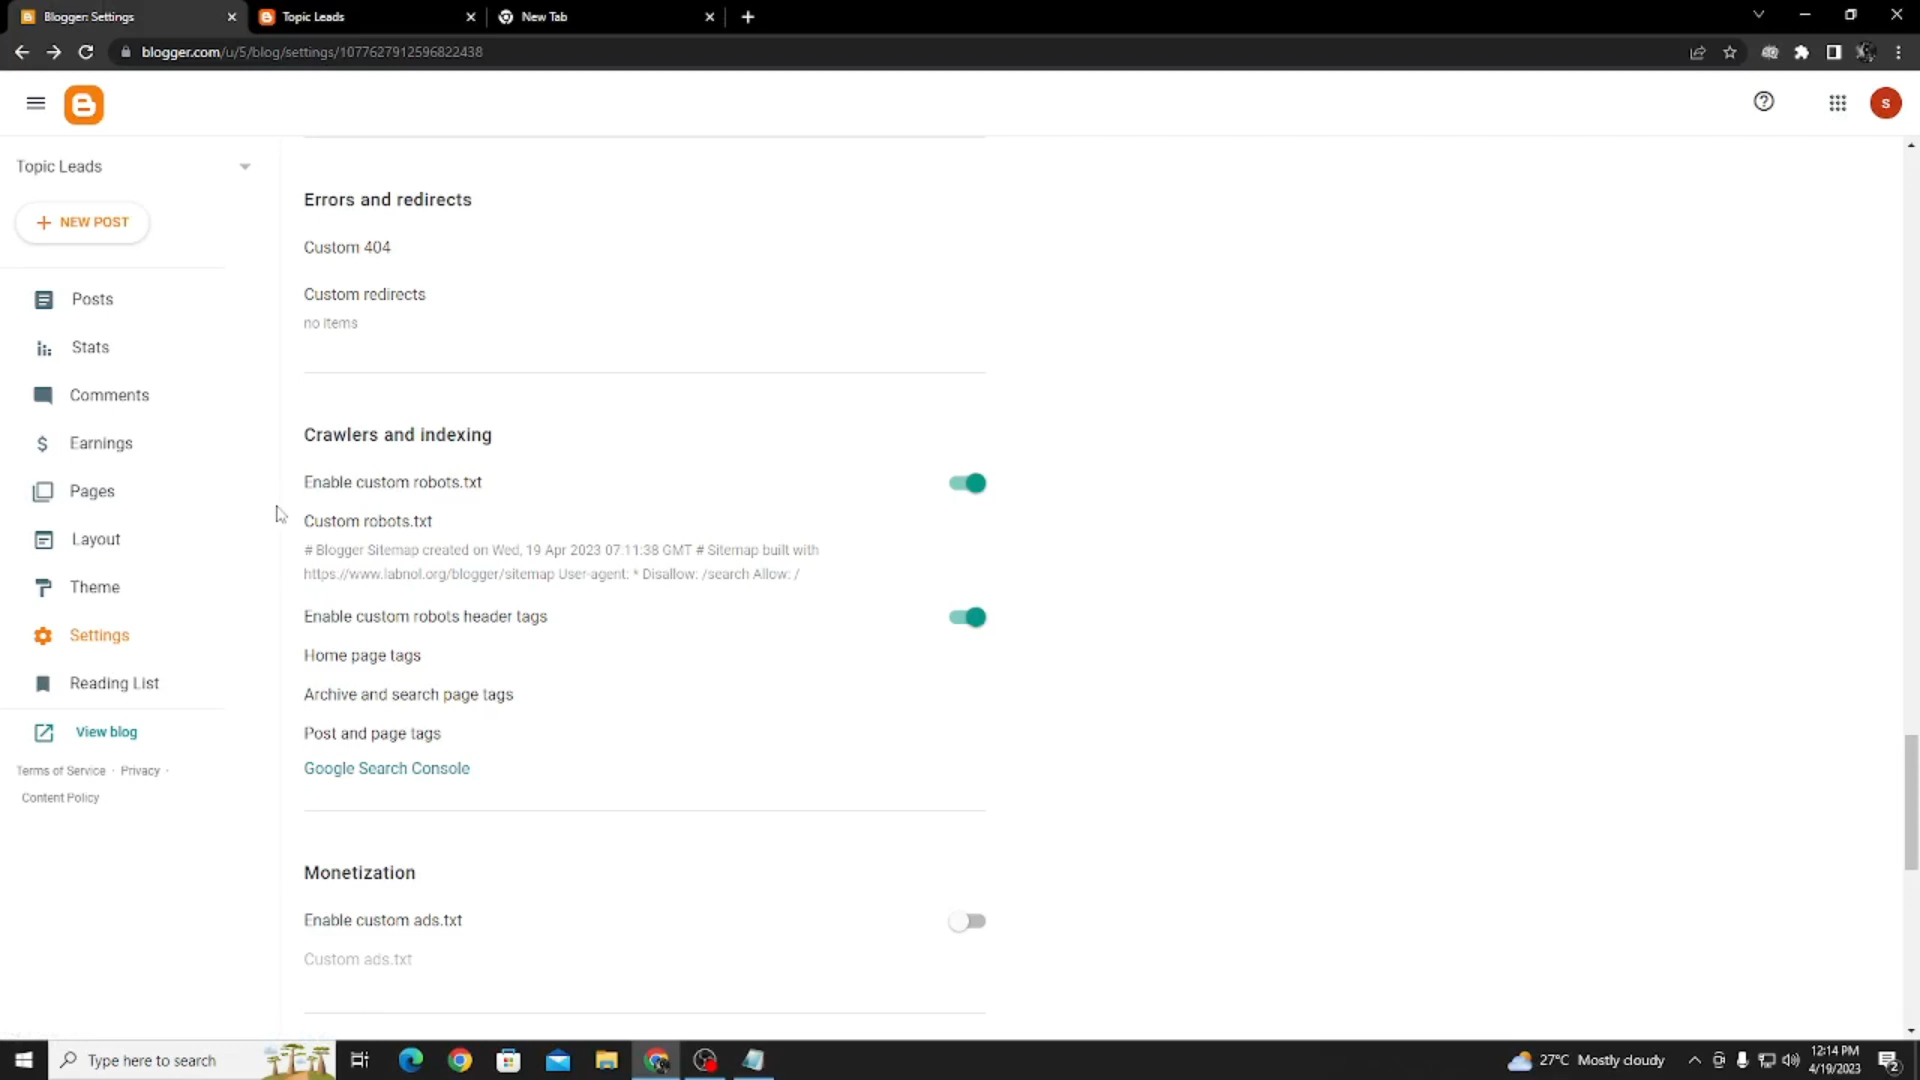 Blogger: Settings
Topic Leads
New Tab
blogger.com/u/5/blog/settings/1077627912596822438
S
Topic Leads
NEW POST
Posts
Stats
Comments
Earnings
Pages
Layout
Theme
Settings
Reading List
View blog
Terms of Service · Privacy ·
Content Policy
Errors and redirects
Custom 404
Custom redirects
no items
Crawlers and indexing
Enable custom robots.txt
Custom robots.txt
# Blogger Sitemap created on Wed, 19 Apr 2023 07:11:38 GMT # Sitemap built with
https://www.labnol.org/blogger/sitemap User-agent: * Disallow: /search Allow: /
Enable custom robots header tags
Home page tags
Archive and search page tags
Post and page tags
Google Search Console
Monetization
Enable custom ads.txt
Custom ads.txt
Type here to search
27°C Mostly cloudy
12:14 PM
4/19/2023
2